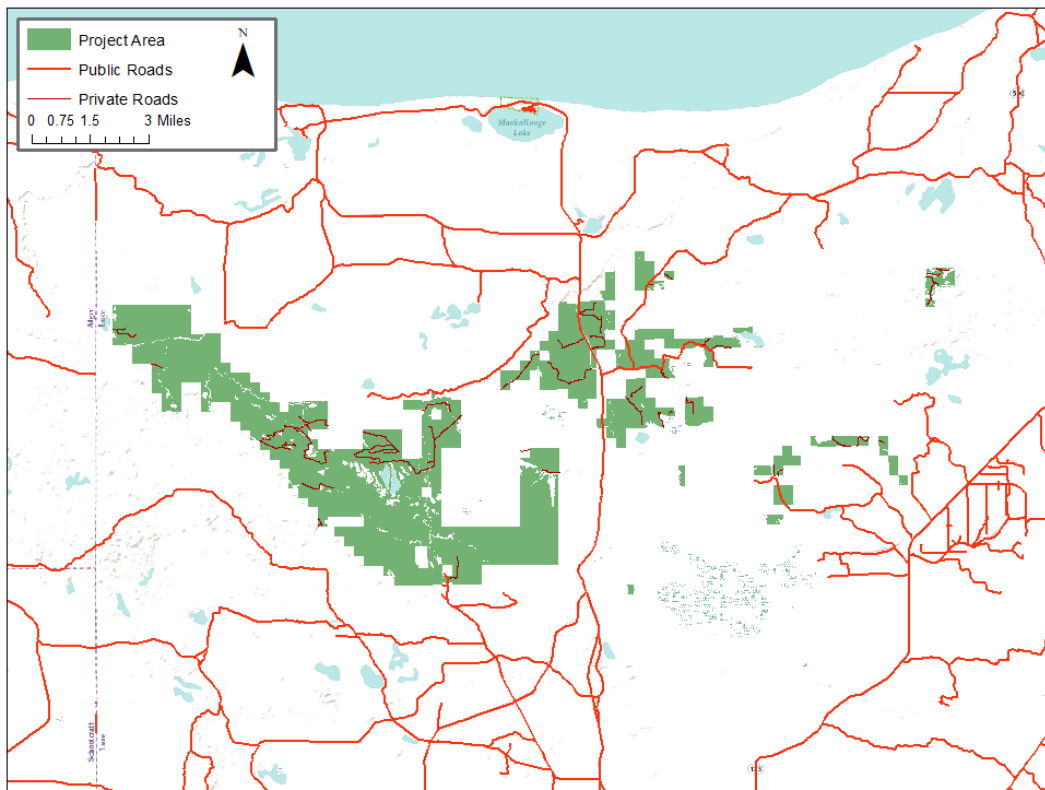 Project Area
N
Public Roads
Private Roads
0 0.75 1.5 3 Miles
Muskallonge
Lake
Alger
Luce
Schoolcraft
Luce